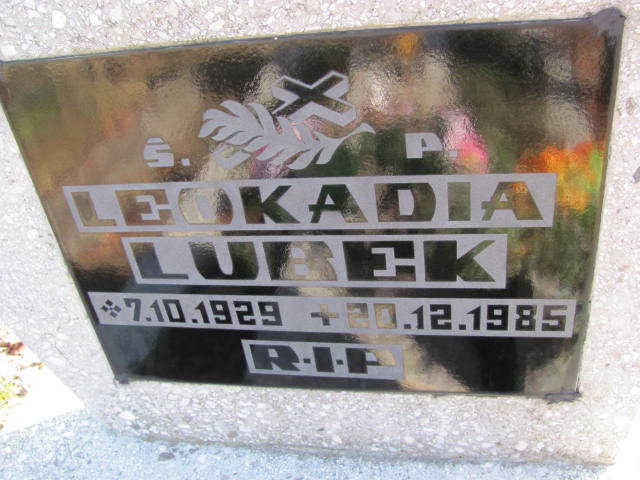 Ś. P.
LEOKADIA
LUBEK
7.10.1929 +20.12.1985
R·I·P